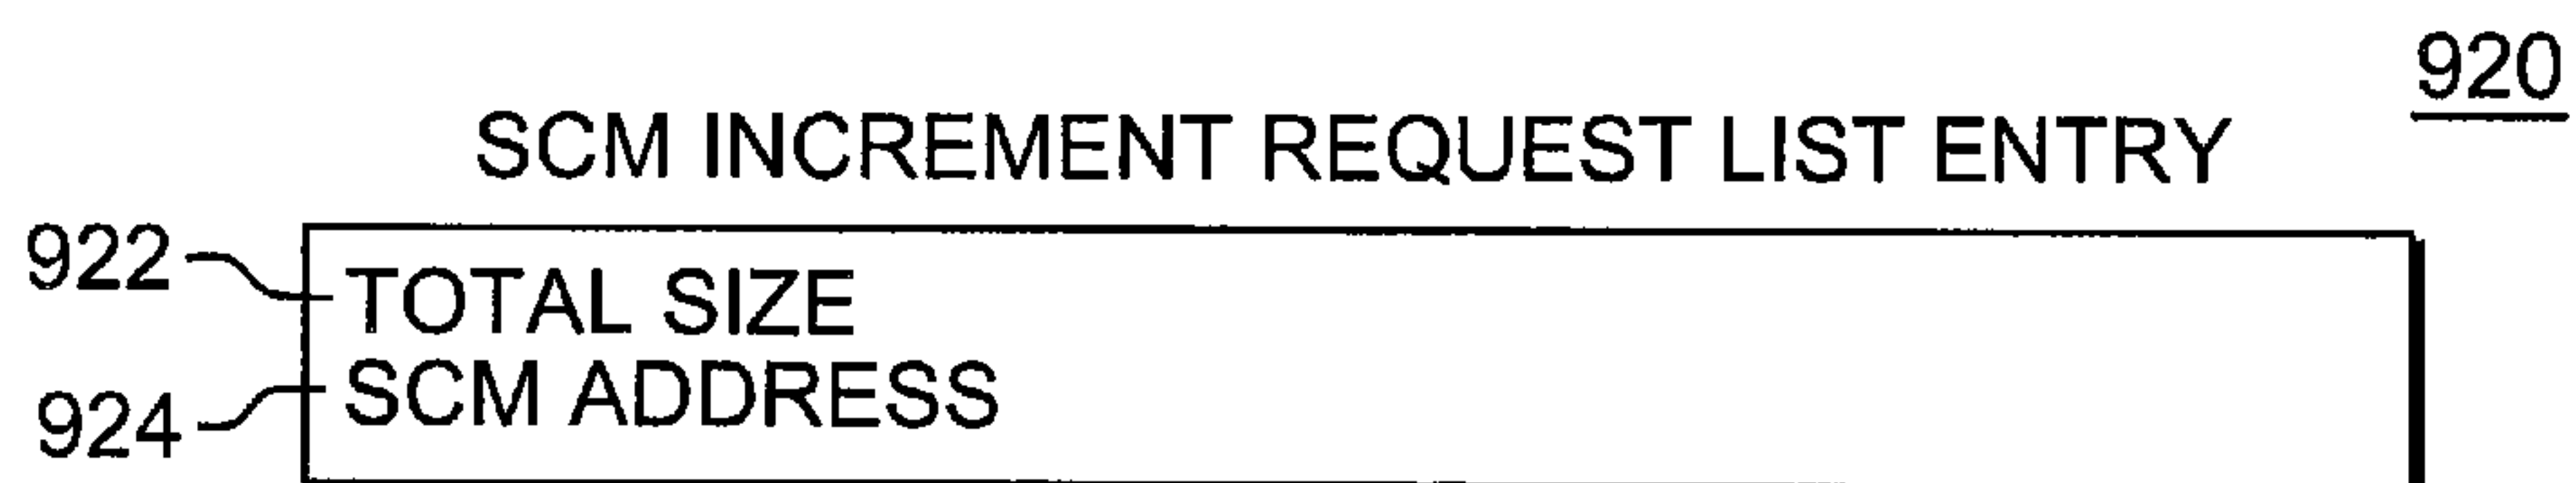 920
SCM INCREMENT REQUEST LIST ENTRY
922
TOTAL SIZE
924
SCM ADDRESS